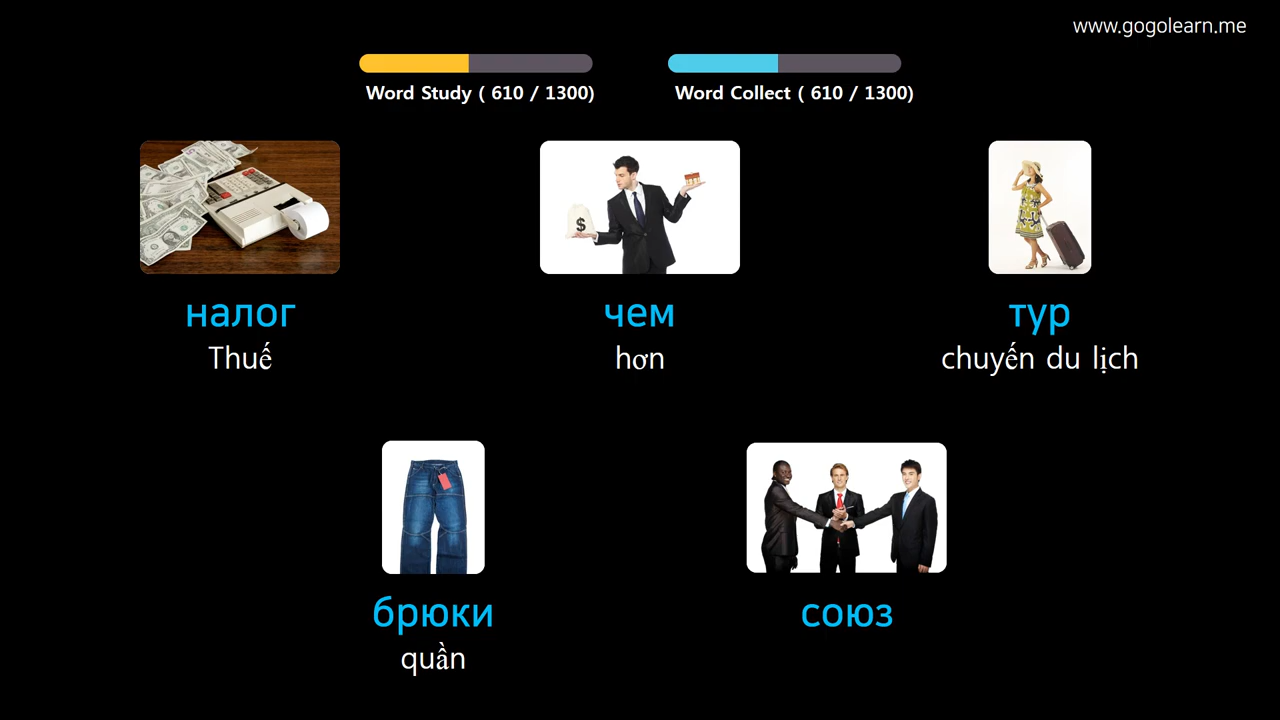 www.gogolearn.me
Word Study ( 610 / 1300)
Word Collect ( 610 / 1300)
налог
Thuế
чем
hơn
тур
chuyến du lịch
брюки
quần
союз